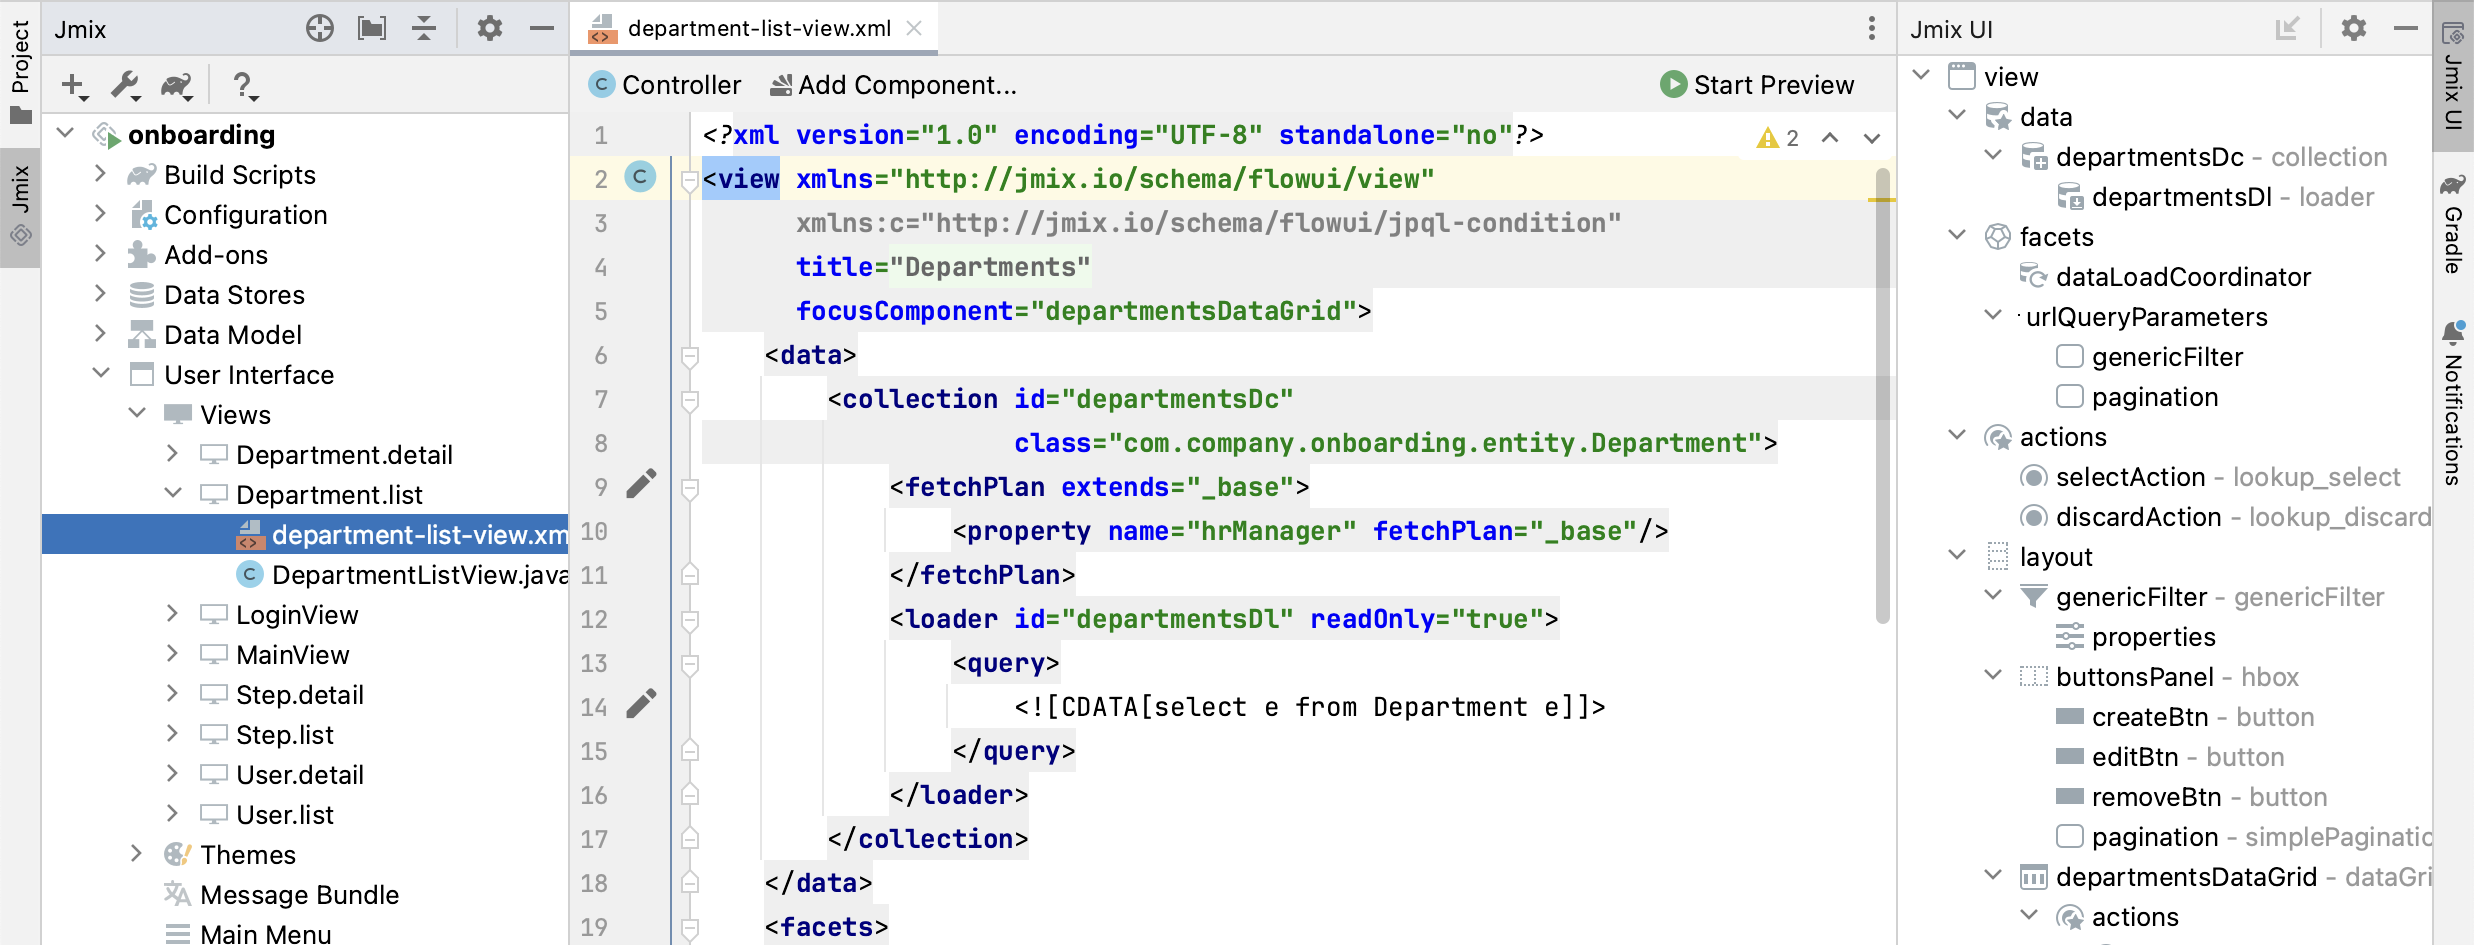 Project
Jmix
Jmix
onboarding
Build Scripts
Configuration
Add-ons
Data Stores
Data Model
User Interface
Views
Department.detail
Department.list
department-list-view.xm
DepartmentListView.java
LoginView
MainView
Step.detail
Step.list
User.detail
User.list
Themes
Message Bundle
Main Menu
department-list-view.xml
Controller
Add Component...
Start Preview
2
1 <?xml version="1.0" encoding="UTF-8" standalone="no"?>
2 <view xmlns="http://jmix.io/schema/flowui/view"
3 xmlns:c="http://jmix.io/schema/flowui/jpql-condition"
4 title="Departments"
5 focusComponent="departmentsDataGrid">
6 <data>
7 <collection id="departmentsDc"
8 class="com.company.onboarding.entity.Department">
9 <fetchPlan extends="_base">
10 <property name="hrManager" fetchPlan="_base"/>
11 </fetchPlan>
12 <loader id="departmentsDl" readOnly="true">
13 <query>
14 <![CDATA[select e from Department e]]>
15 </query>
16 </loader>
17 </collection>
18 </data>
19 <facets>
Jmix UI
view
data
departmentsDc - collection
departmentsDl - loader
facets
dataLoadCoordinator
urlQueryParameters
genericFilter
pagination
actions
selectAction - lookup_select
discardAction - lookup_discard
layout
genericFilter - genericFilter
properties
buttonsPanel - hbox
createBtn - button
editBtn - button
removeBtn - button
pagination - simplePaginatio
departmentsDataGrid - dataGri
actions
Jmix UI
Gradle
Notifications